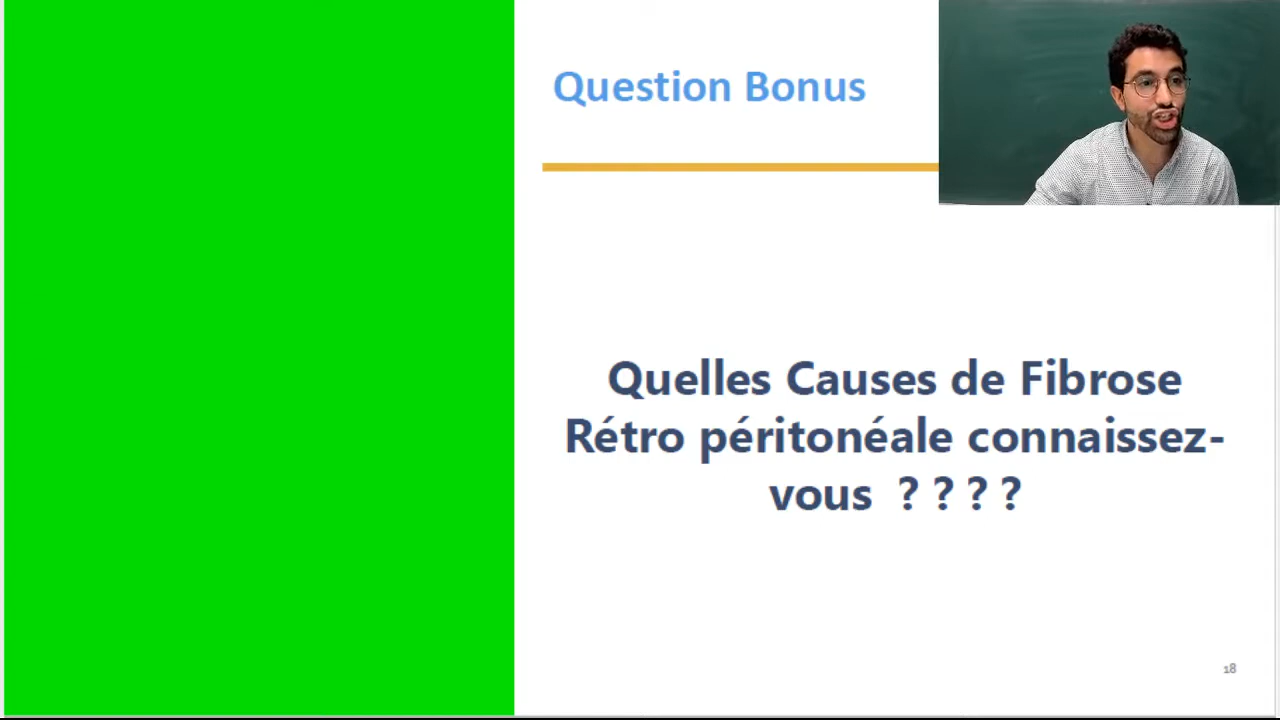 Question Bonus
Quelles Causes de Fibrose
Rétro péritonéale connaissez-
vous ? ? ? ?
18